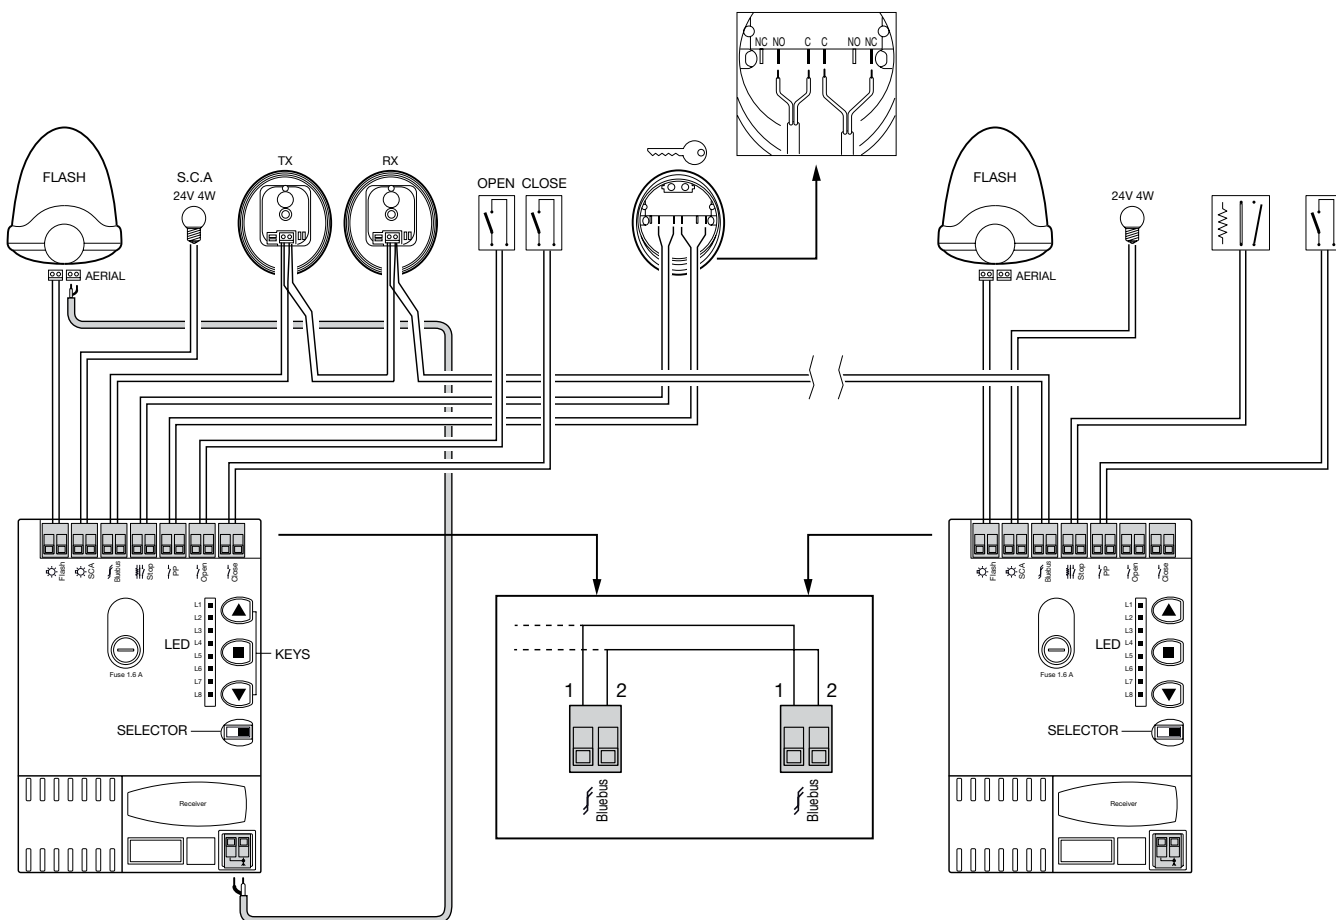 NC NO C C NO NC
FLASH
S.C.A
24V 4W
TX
RX
OPEN CLOSE
FLASH
24V 4W
AERIAL
AERIAL
Flash
SCA
Bluebus
Stop
PP
Open
Close
L1
L2
L3
L4
L5
L6
L7
L8
LED
KEYS
Fuse 1.6 A
SELECTOR
Receiver
1 2
1 2
Bluebus
Bluebus
Flash
SCA
Bluebus
Stop
PP
Open
Close
L1
L2
L3
L4
L5
L6
L7
L8
LED
Fuse 1.6 A
SELECTOR
Receiver